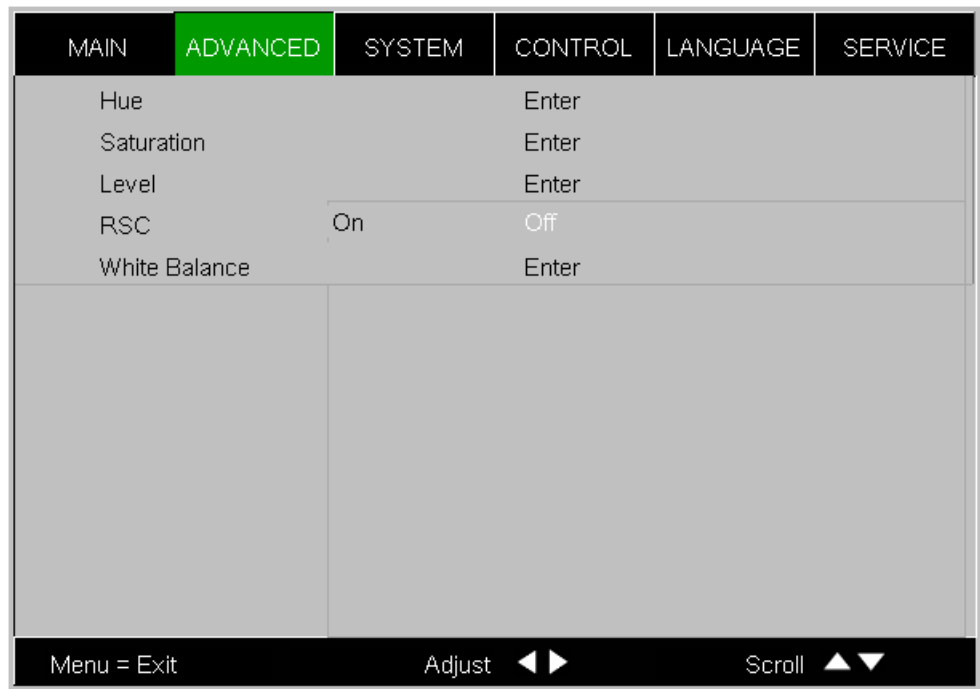 MAIN ADVANCED SYSTEM CONTROL LANGUAGE SERVICE
Hue Enter
Saturation Enter
Level Enter
RSC On Off
White Balance Enter
Menu = Exit Adjust Scroll